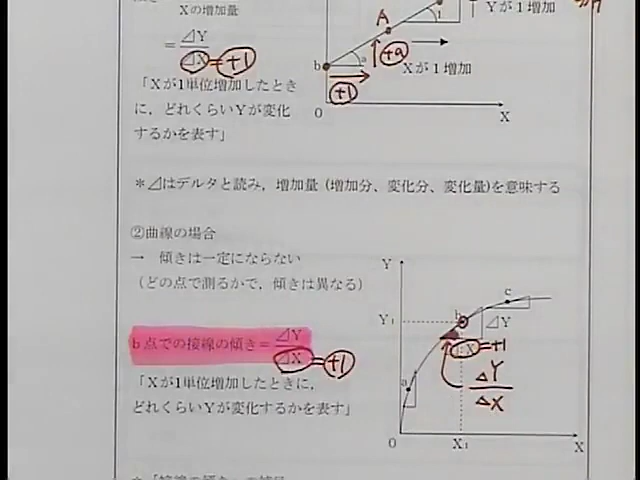 Xの増加量
=⊿Y/⊿X =+1
「Xが1単位増加したとき
に，どれくらいYが変化
するかを表す」
A
Yが1増加
+a
a
b
Xが1増加
+1
0
X
＊⊿はデルタと読み，増加量 (増加分、変化分、変化量)を意味する
②曲線の場合
→ 傾きは一定にならない
（どの点で測るかで，傾きは異なる）
b点での接線の傾き＝⊿Y/⊿X =+1
「Xが1単位増加したときに，
どれくらいYが変化するかを表す」
Y
c
b
Y₁
⊿Y
⊿X=+1
a
ΔY/ΔX
0
X₁
X